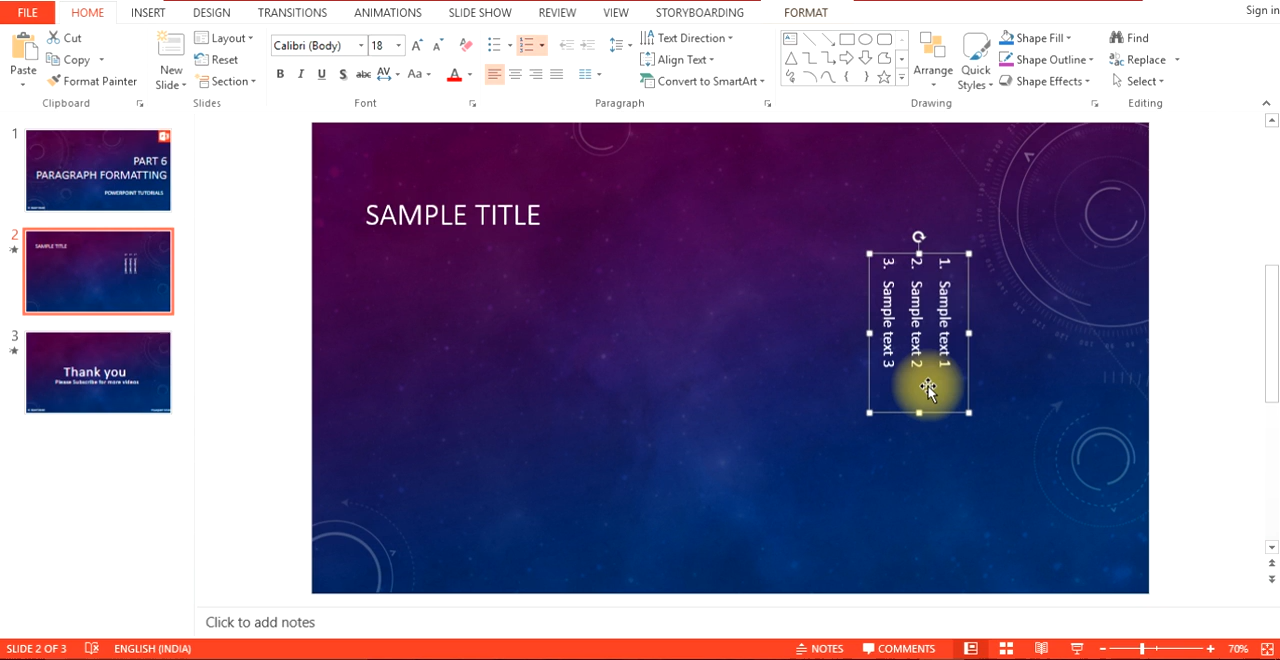 FILE HOME INSERT DESIGN TRANSITIONS ANIMATIONS SLIDE SHOW REVIEW VIEW STORYBOARDING FORMAT Sign in
Paste
Cut
Copy
Format Painter
Clipboard
New Slide
Layout
Reset
Section
Slides
Calibri (Body) 18
B I U S abc AV Aa A
Font
Text Direction
Align Text
Convert to SmartArt
Paragraph
Arrange
Quick Styles
Shape Fill
Shape Outline
Shape Effects
Drawing
Find
Replace
Select
Editing
1
PART 6
PARAGRAPH FORMATTING
POWERPOINT TUTORIALS
2
SAMPLE TITLE
3
Thank you
Please Subscribe for more videos
SAMPLE TITLE
1. Sample text 1
2. Sample text 2
3. Sample text 3
Click to add notes
SLIDE 2 OF 3 ENGLISH (INDIA) NOTES COMMENTS 70%